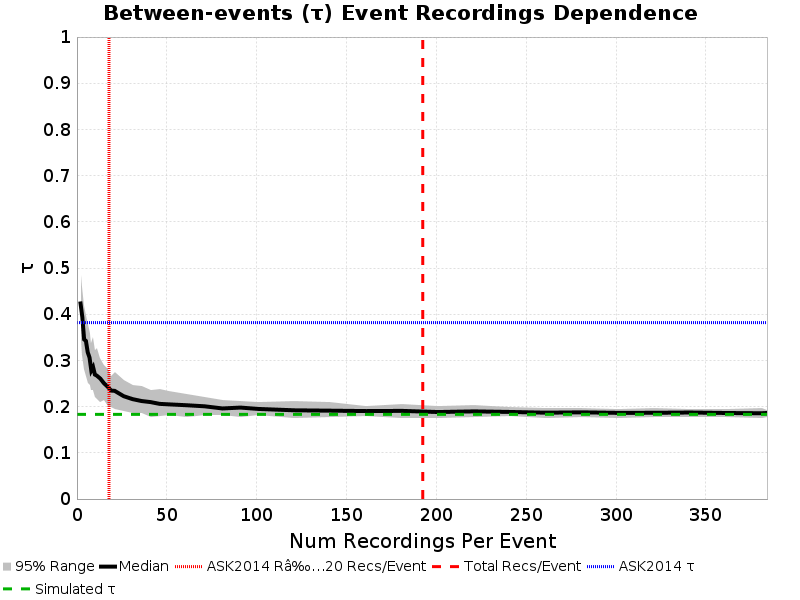 Between-events (τ) Event Recordings Dependence
1
0.9
0.8
0.7
0.6
0.5
0.4
0.3
0.2
0.1
0
τ
0 50 100 150 200 250 300 350
Num Recordings Per Event
95% Range Median ASK2014 Râ‰…20 Recs/Event Total Recs/Event ASK2014 τ
Simulated τ